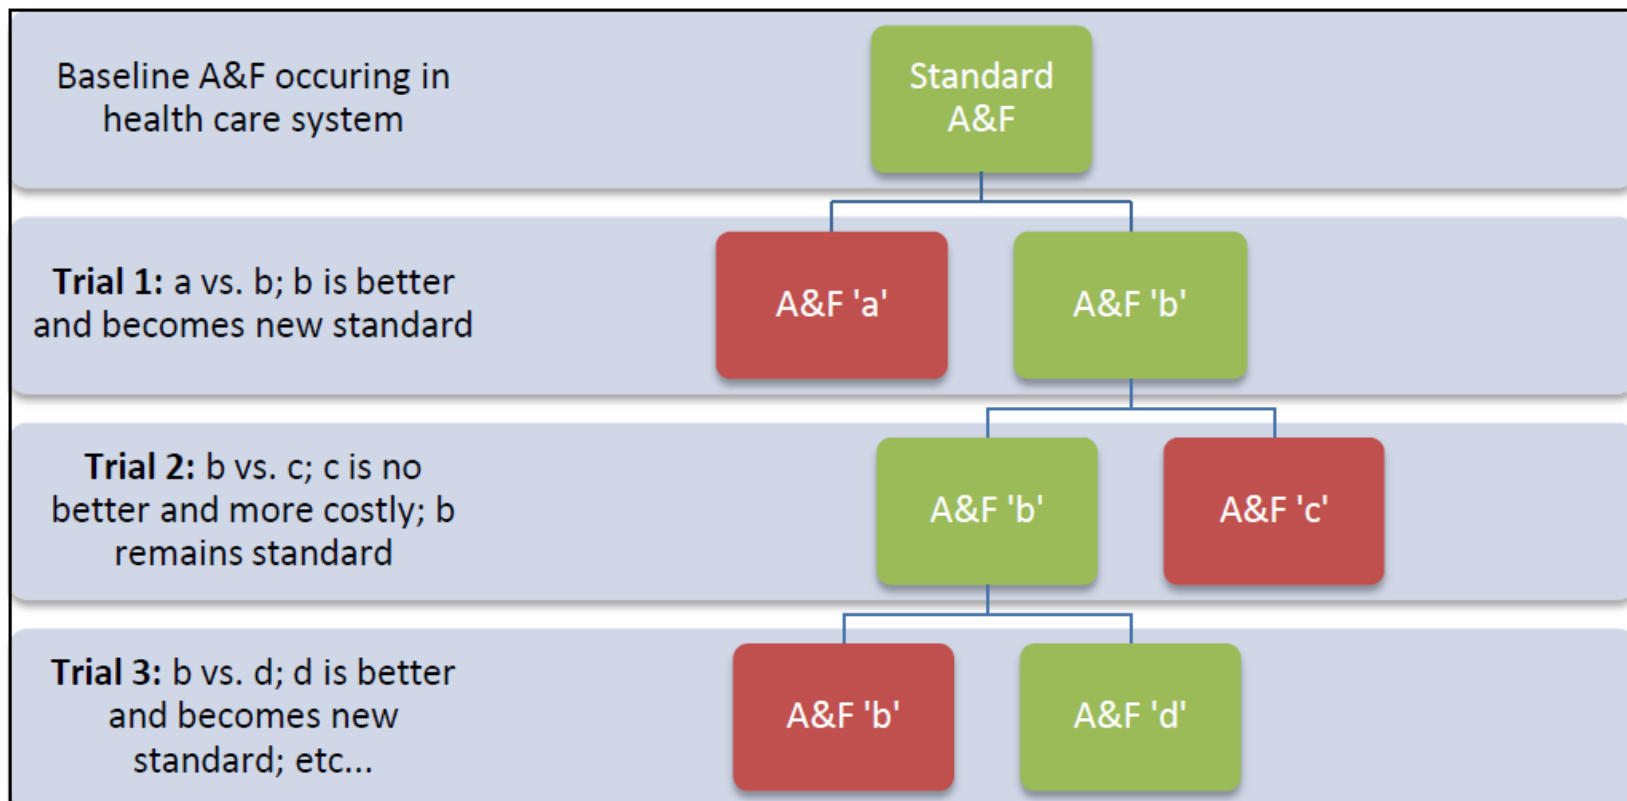 Baseline A&F occuring in
health care system
Standard
A&F
Trial 1: a vs. b; b is better
and becomes new standard
A&F 'a'
A&F 'b'
Trial 2: b vs. c; c is no
better and more costly; b
remains standard
A&F 'b'
A&F 'c'
Trial 3: b vs. d; d is better
and becomes new
standard; etc...
A&F 'b'
A&F 'd'